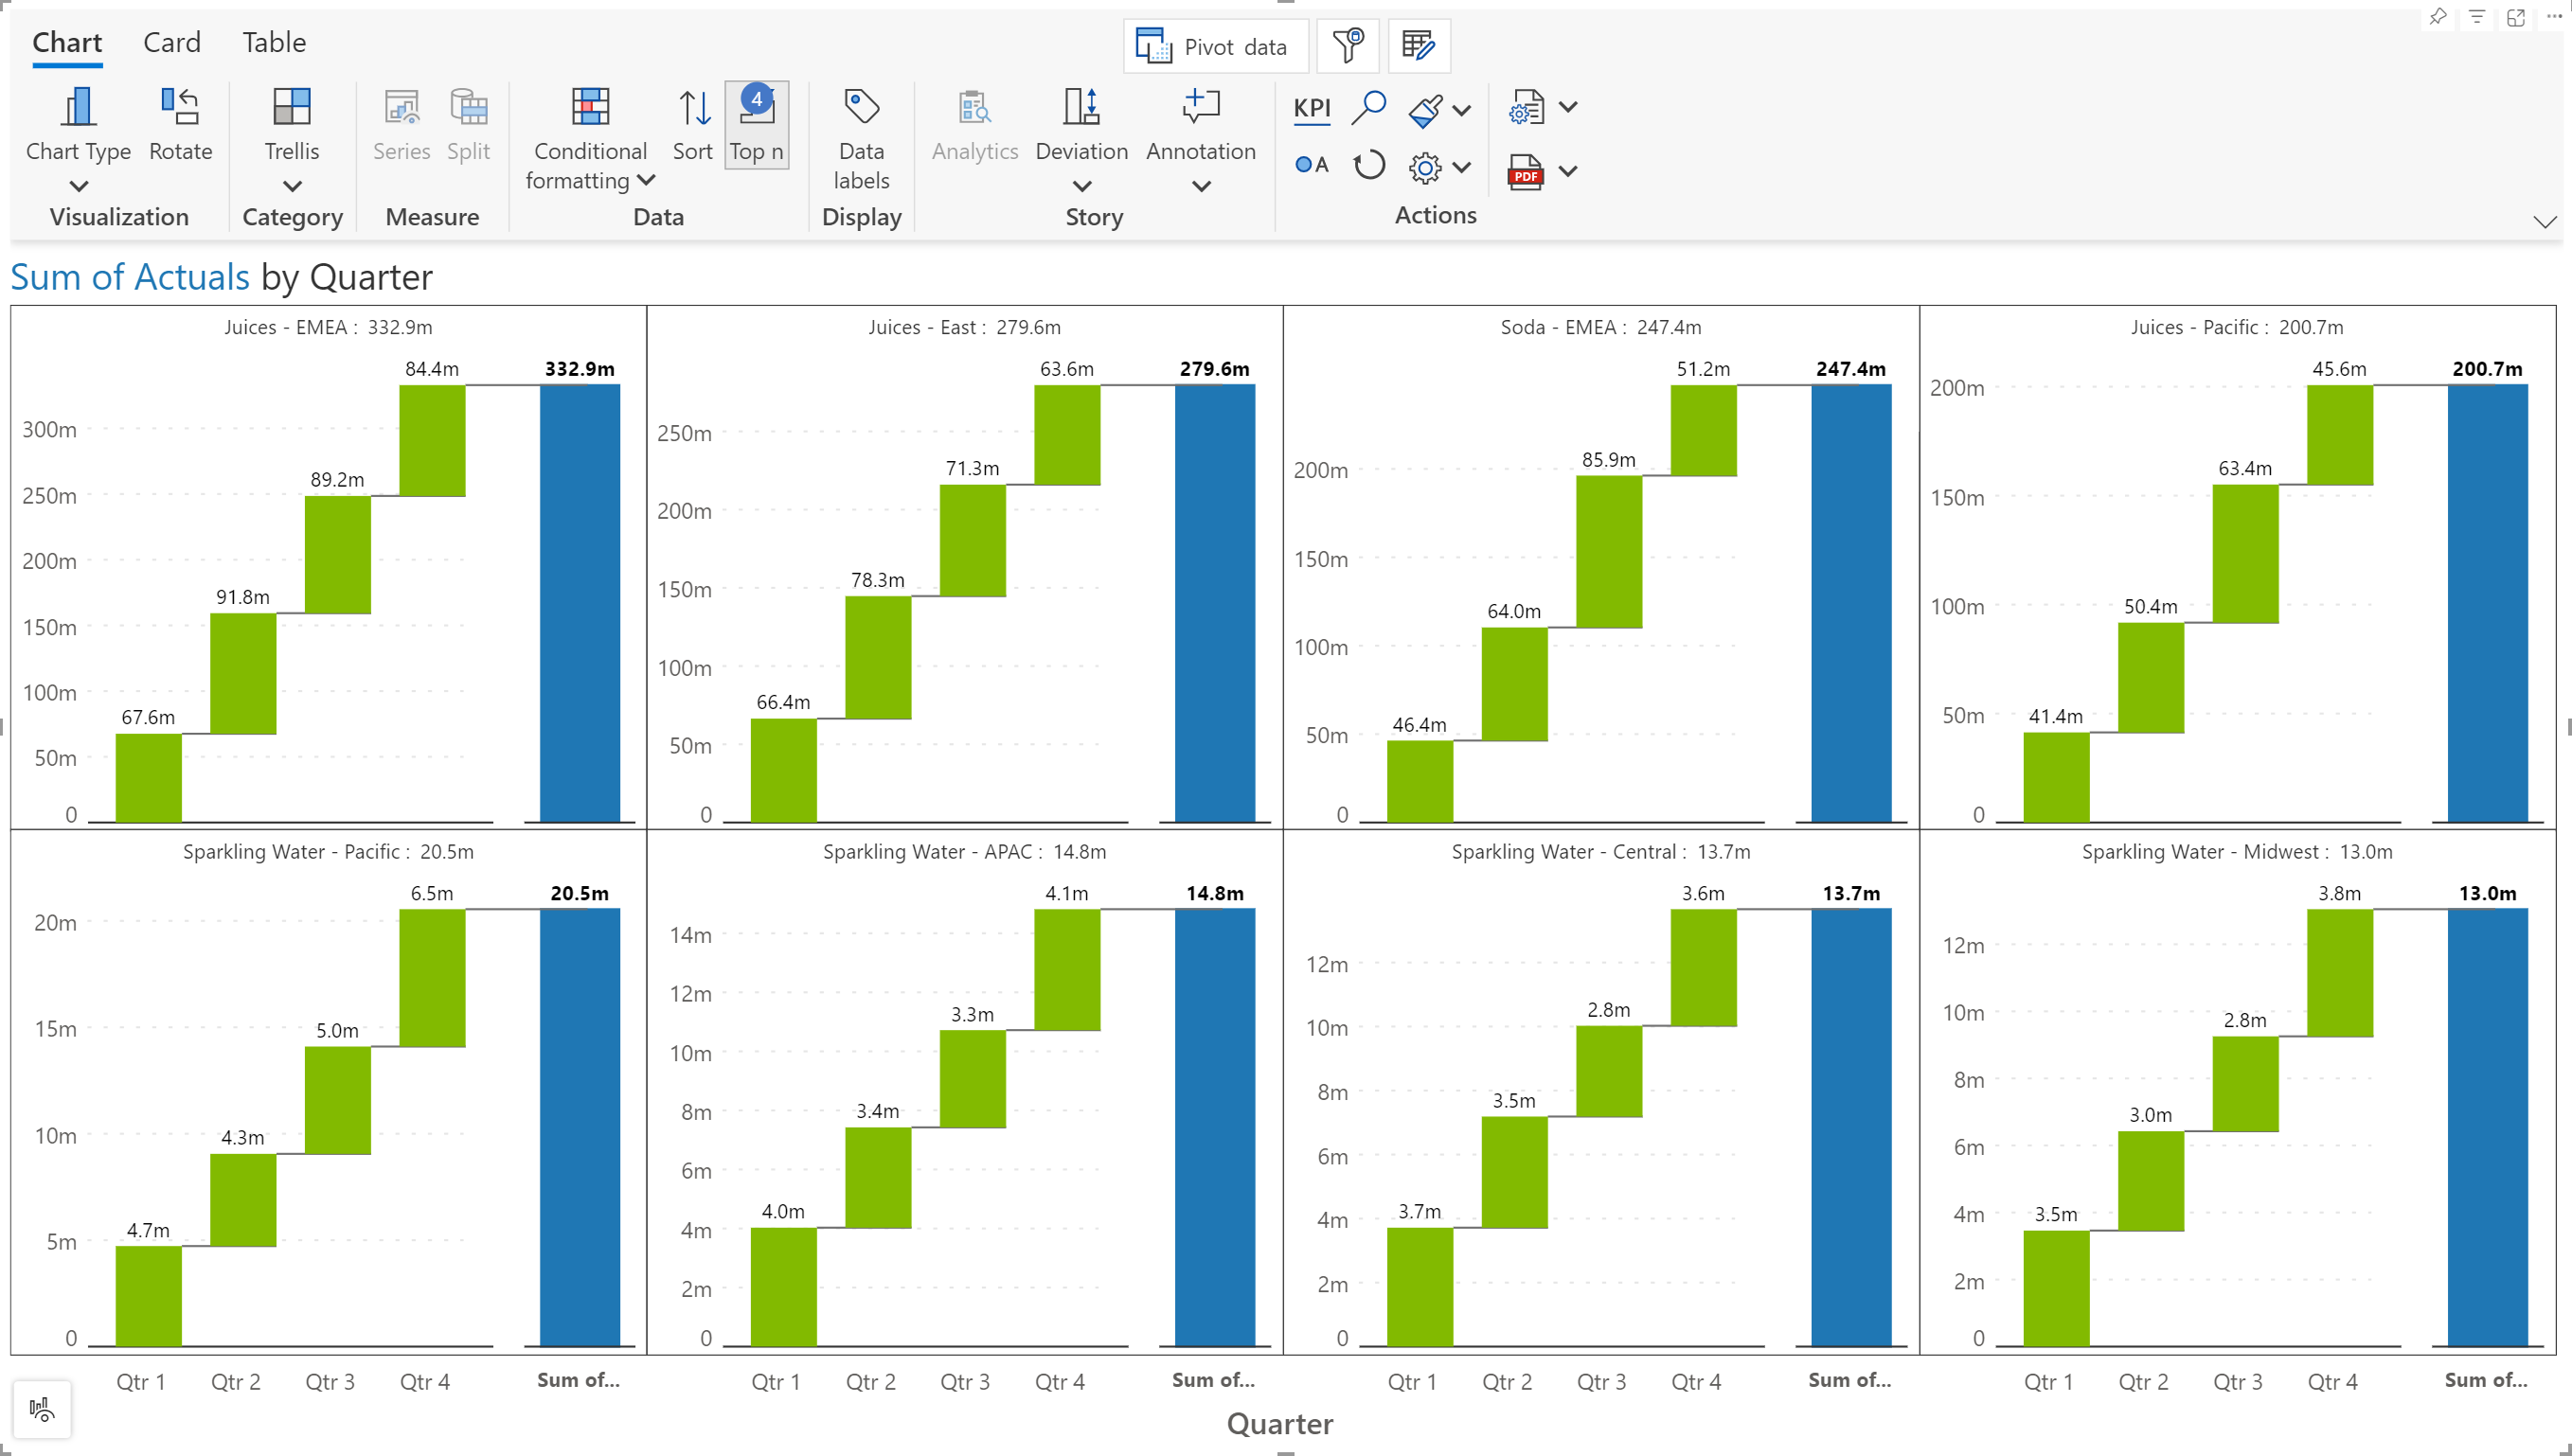 Chart Card Table
Pivot data
Chart Type Rotate Trellis Series Split Conditional formatting Sort 4 Top n Data labels Analytics Deviation Annotation KPI A PDF
Visualization Category Measure Data Display Story Actions
Sum of Actuals by Quarter
Juices - EMEA : 332.9m
84.4m 332.9m
300m
89.2m
250m
200m
91.8m
150m
100m
67.6m
50m
0
Juices - East : 279.6m
63.6m 279.6m
250m
71.3m
200m
78.3m
150m
100m
66.4m
50m
0
Soda - EMEA : 247.4m
51.2m 247.4m
85.9m
200m
150m
64.0m
100m
46.4m
50m
0
Juices - Pacific : 200.7m
45.6m 200.7m
200m
63.4m
150m
50.4m
100m
41.4m
50m
0
Sparkling Water - Pacific : 20.5m
6.5m 20.5m
20m
15m
5.0m
10m
4.3m
4.7m
5m
0
Sparkling Water - APAC : 14.8m
4.1m 14.8m
14m
12m
3.3m
10m
8m
3.4m
6m
4.0m
4m
2m
0
Sparkling Water - Central : 13.7m
3.6m 13.7m
12m
2.8m
10m
8m
3.5m
6m
3.7m
4m
2m
0
Sparkling Water - Midwest : 13.0m
3.8m 13.0m
12m
2.8m
10m
8m
3.0m
6m
3.5m
4m
2m
0
Qtr 1 Qtr 2 Qtr 3 Qtr 4 Sum of... Qtr 1 Qtr 2 Qtr 3 Qtr 4 Sum of... Qtr 1 Qtr 2 Qtr 3 Qtr 4 Sum of... Qtr 1 Qtr 2 Qtr 3 Qtr 4 Sum of...
Quarter